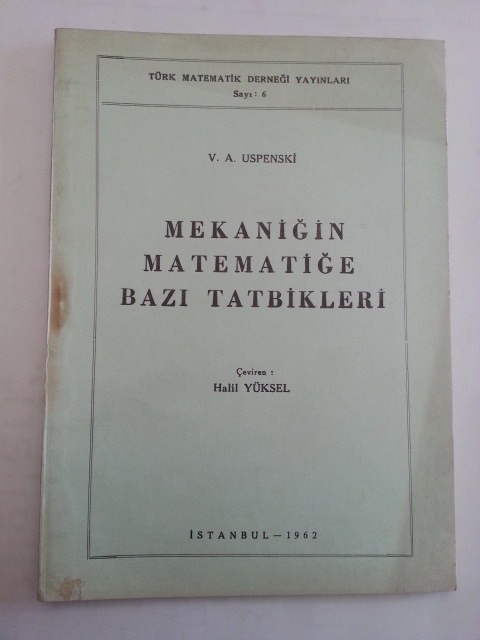 TÜRK MATEMATİK DERNEĞİ YAYINLARI
Sayı: 6
V. A. USPENSKİ
MEKANİĞİN
MATEMATİĞE
BAZI TATBİKLERİ
Çeviren :
Halil YÜKSEL
İSTANBUL — 1962